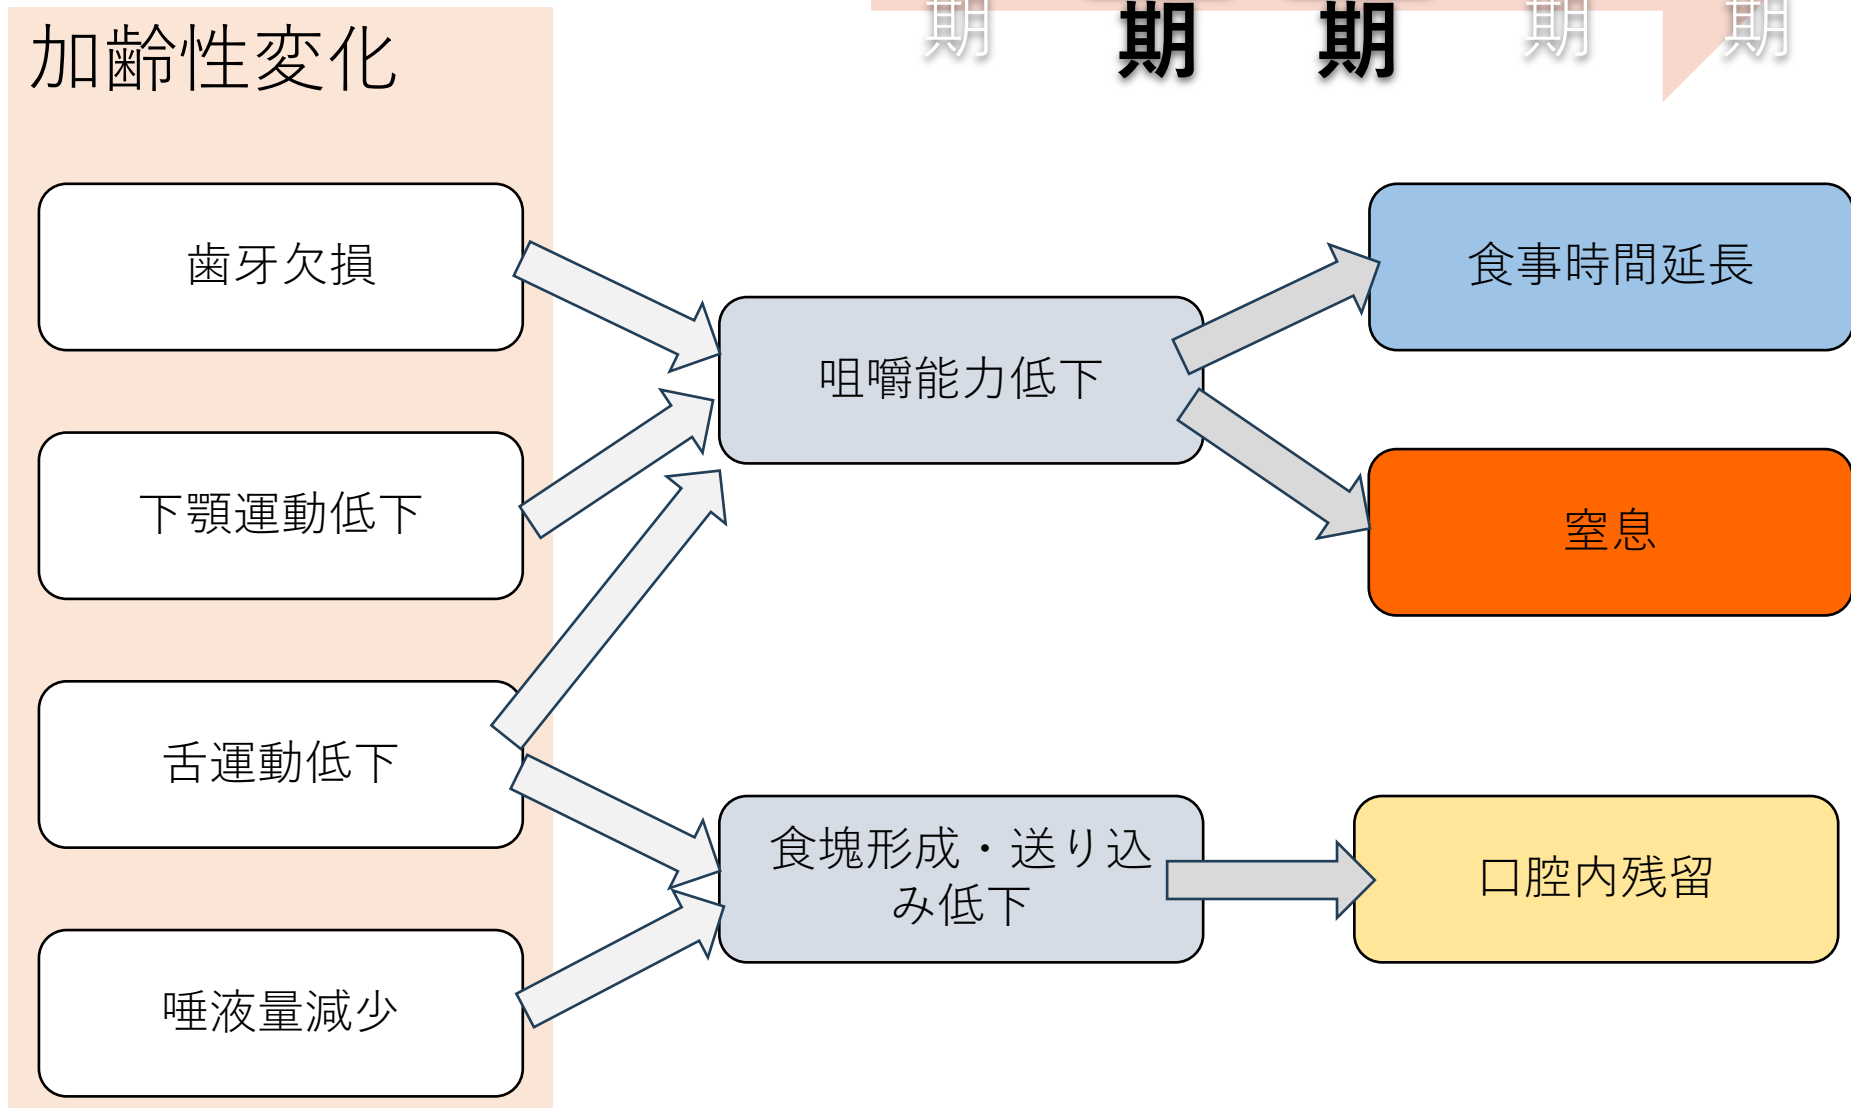 期 期 期 期 期
加齢性変化
歯牙欠損
下顎運動低下
舌運動低下
唾液量減少
咀嚼能力低下
食塊形成・送り込
み低下
食事時間延長
窒息
口腔内残留